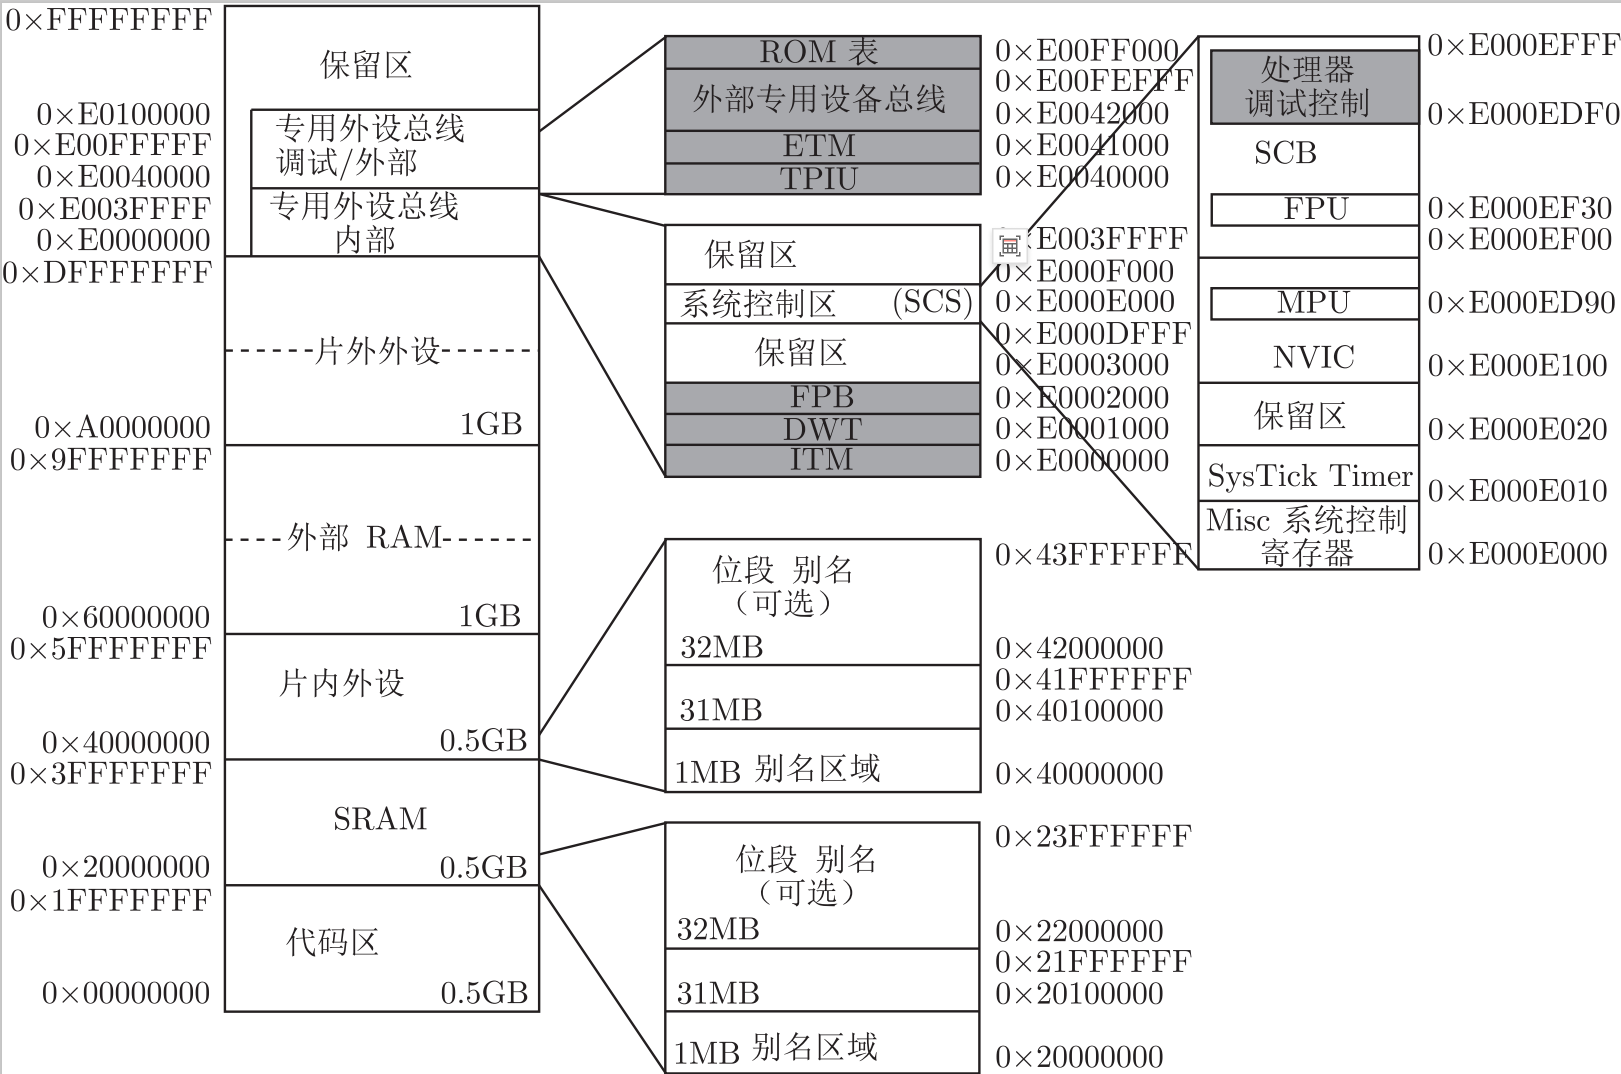 0×FFFFFFFF
保留区
0×E0100000
专用外设总线
0×E00FFFFF
调试/外部
0×E0040000
0×E003FFFF
专用外设总线
0×E0000000
内部
0×DFFFFFFF
片外外设
0×A0000000
1GB
0×9FFFFFFF
外部 RAM
0×60000000
1GB
0×5FFFFFFF
片内外设
0×40000000
0.5GB
0×3FFFFFFF
SRAM
0×20000000
0.5GB
0×1FFFFFFF
代码区
0×00000000
0.5GB
ROM 表
0×E00FF000
0×E00FEFFF
外部专用设备总线
0×E0042000
ETM
0×E0041000
TPIU
0×E0040000
×E003FFFF
保留区
0×E000F000
系统控制区 (SCS)
0×E000E000
0×E000DFFF
保留区
0×E0003000
FPB
0×E0002000
DWT
0×E0001000
ITM
0×E0000000
0×43FFFFFF
位段 别名
（可选）
32MB
0×42000000
0×41FFFFFF
31MB
0×40100000
1MB 别名区域
0×40000000
0×23FFFFFF
位段 别名
（可选）
32MB
0×22000000
0×21FFFFFF
31MB
0×20100000
1MB 别名区域
0×20000000
0×E000EFFF
处理器
调试控制
0×E000EDF0
SCB
FPU
0×E000EF30
0×E000EF00
MPU
0×E000ED90
NVIC
0×E000E100
保留区
0×E000E020
SysTick Timer
0×E000E010
Misc 系统控制
寄存器
0×E000E000